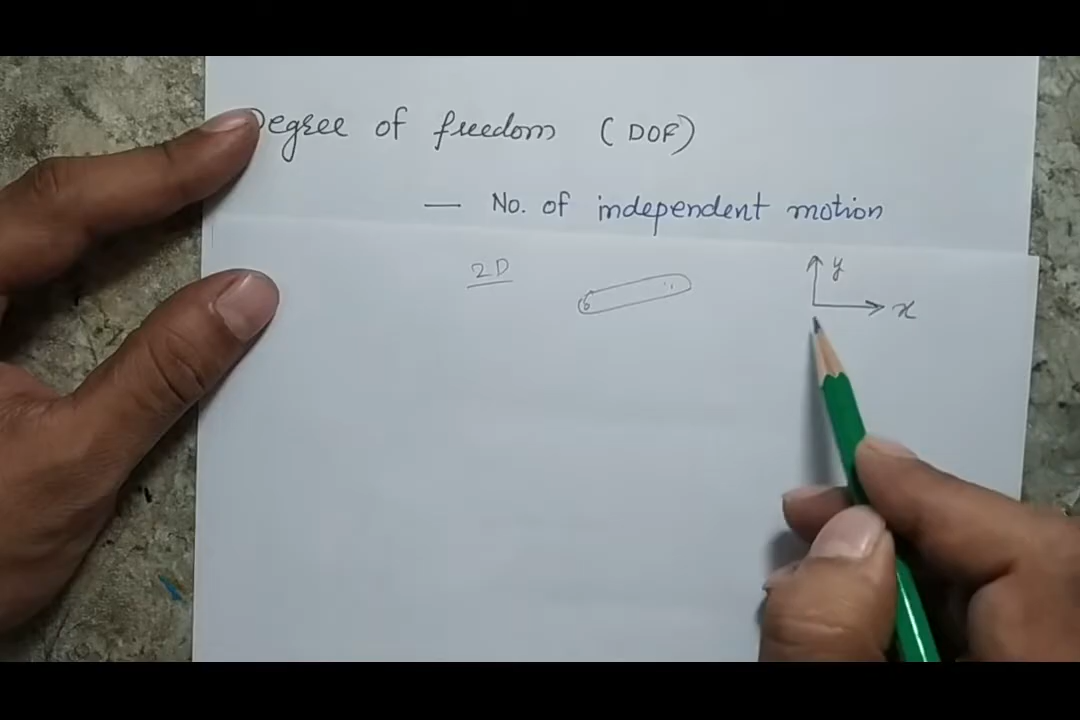 Degree of freedom (DOF)
— No. of independent motion
2D
y
x